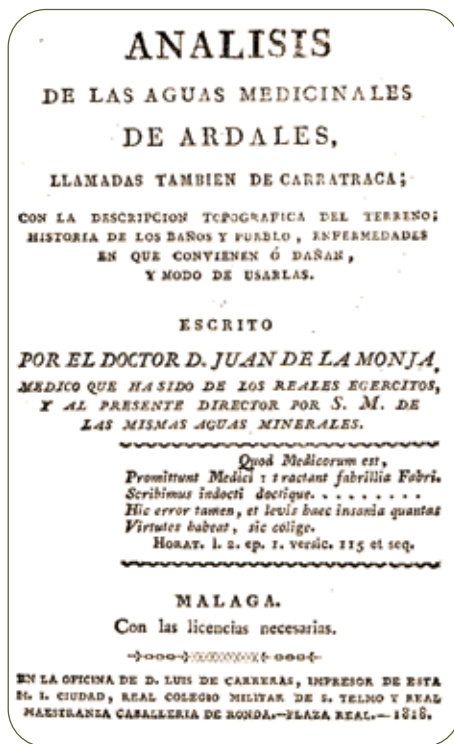 ANALISIS
DE LAS AGUAS MEDICINALES
DE ARDALES,
LLAMADAS TAMBIEN DE CARRATRACA;
CON LA DESCRIPCION TOPOGRAFICA DEL TERRENO;
HISTORIA DE LOS BAÑOS Y PUEBLO, ENFERMEDADES
EN QUE CONVIENEN Ó DAÑAN,
Y MODO DE USARLAS.
ESCRITO
POR EL DOCTOR D. JUAN DE LA MONJA,
MEDICO QUE HA SIDO DE LOS REALES EGERCITOS,
Y AL PRESENTE DIRECTOR POR S. M. DE
LAS MISMAS AGUAS MINERALES.
Quod Medicorum est,
Promittunt Medici : tractant fabrillia Fabri.
Scribimus indocti doctique. . . . . . . . .
Hic error tamen, et levis haec insania quantas
Virtutes habeat, sic colige.
HORAT. l. 2. ep. 1. versic. 115 et seq.
MALAGA.
Con las licencias necesarias.
EN LA OFICINA DE D. LUIS DE CARRERAS, IMPRESOR DE ESTA
M. I. CIUDAD, REAL COLEGIO MILITAR DE S. TELMO Y REAL
MAESTRANZA CABALLERIA DE RONDA.—PLAZA REAL.—1818.